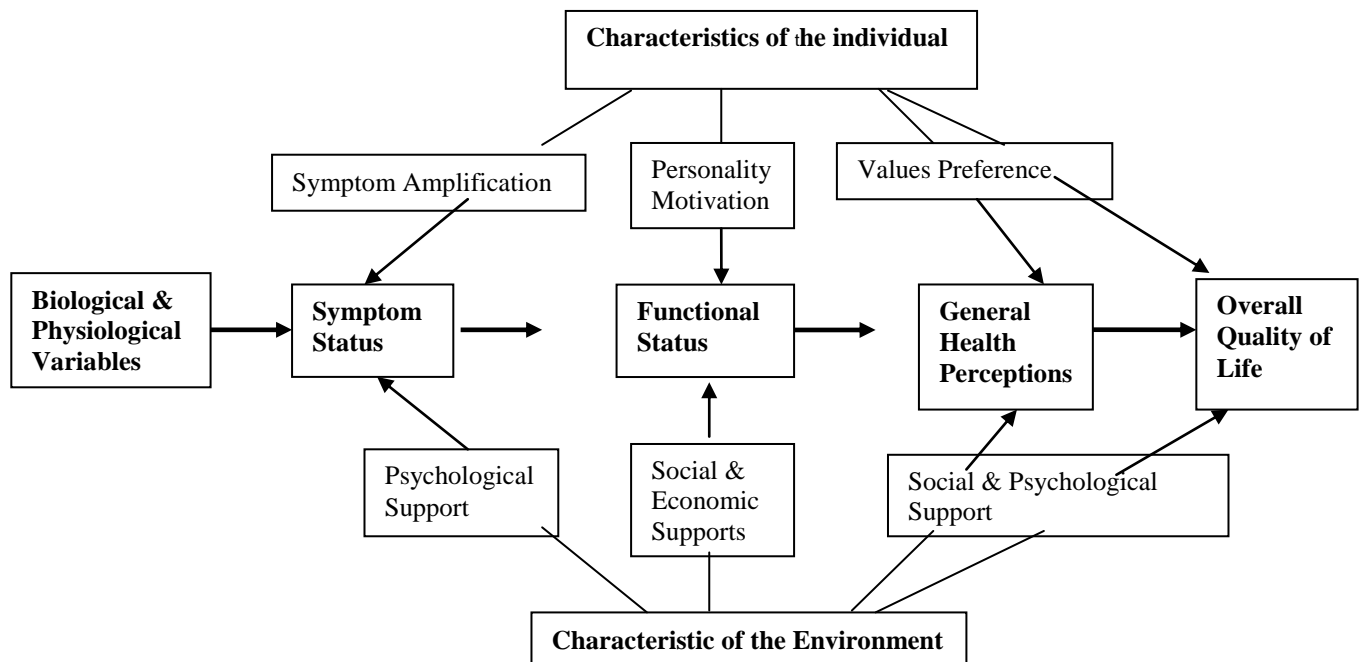 Characteristics of the individual
Symptom Amplification
Personality
Motivation
Values Preference
Biological &
Physiological
Variables
Symptom
Status
Functional
Status
General
Health
Perceptions
Overall
Quality of
Life
Psychological
Support
Social &
Economic
Supports
Social & Psychological
Support
Characteristic of the Environment